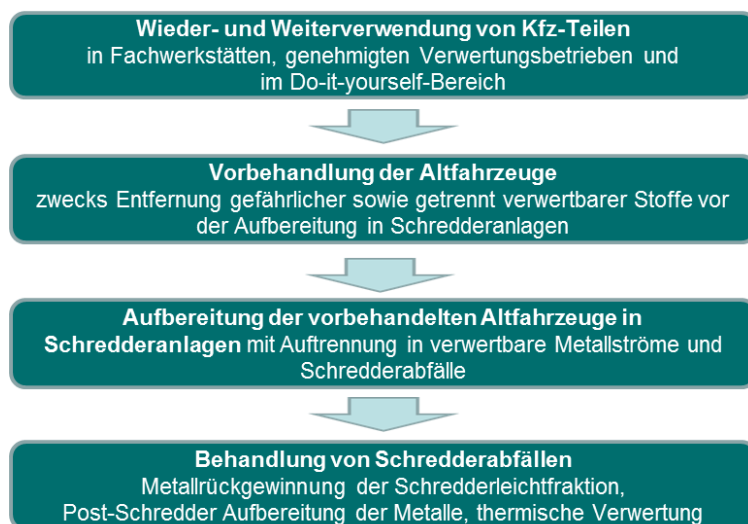 Wieder- und Weiterverwendung von Kfz-Teilen
in Fachwerkstätten, genehmigten Verwertungsbetrieben und
im Do-it-yourself-Bereich
Vorbehandlung der Altfahrzeuge
zwecks Entfernung gefährlicher sowie getrennt verwertbarer Stoffe vor
der Aufbereitung in Schredderanlagen
Aufbereitung der vorbehandelten Altfahrzeuge in
Schredderanlagen mit Auftrennung in verwertbare Metallströme und
Schredderabfälle
Behandlung von Schredderabfällen
Metallrückgewinnung der Schredderleichtfraktion,
Post-Schredder Aufbereitung der Metalle, thermische Verwertung